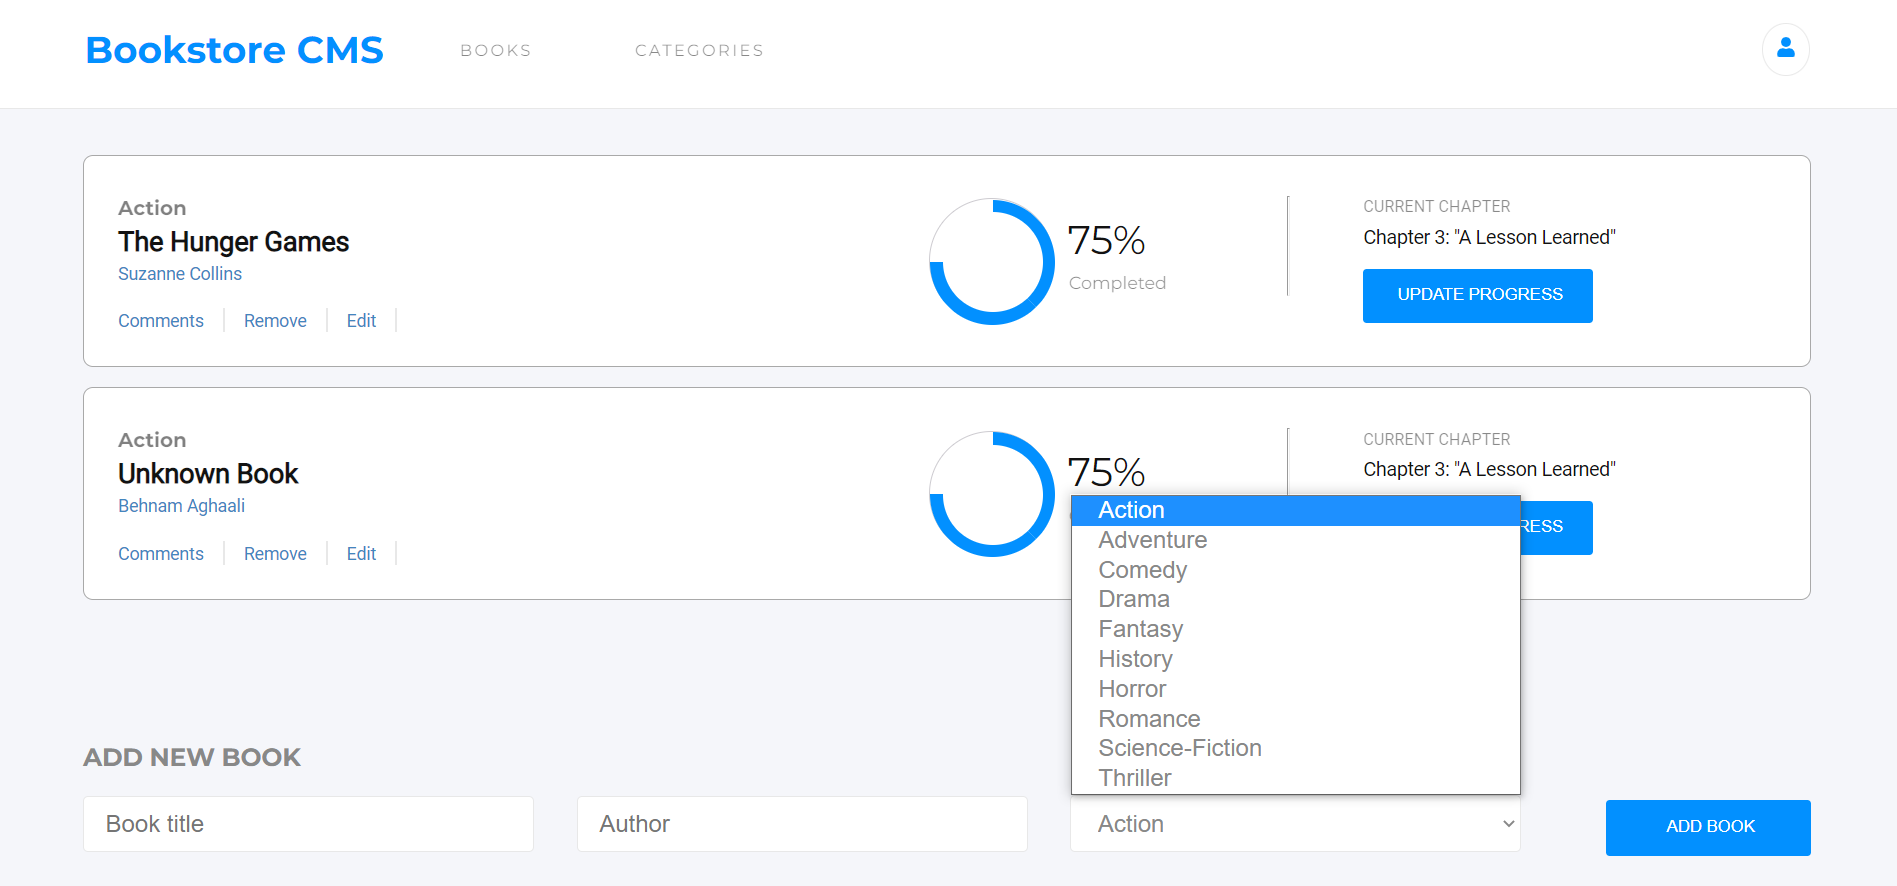 Bookstore CMS
BOOKS
CATEGORIES
Action
The Hunger Games
Suzanne Collins
Comments
Remove
Edit
75%
Completed
CURRENT CHAPTER
Chapter 3: "A Lesson Learned"
UPDATE PROGRESS
Action
Unknown Book
Behnam Aghaali
Comments
Remove
Edit
75%
CURRENT CHAPTER
Chapter 3: "A Lesson Learned"
RESS
Action
Adventure
Comedy
Drama
Fantasy
History
Horror
Romance
Science-Fiction
Thriller
ADD NEW BOOK
Book title
Author
Action
ADD BOOK